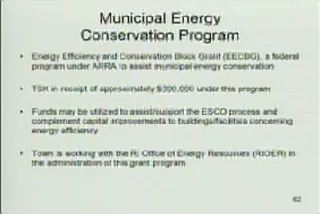 Municipal Energy
Conservation Program
• Energy Efficiency and Conservation Block Grant (EECBG), a federal
program under ARRA to assist municipal energy conservation
• TSK in receipt of approximately $300,000 under this program
• Funds may be utilized to assist/support the ESCO process and
complement capital improvements to buildings/facilities concerning
energy efficiency
• Town is working with the RI Office of Energy Resources (RIOER) in
the administration of this grant program
62